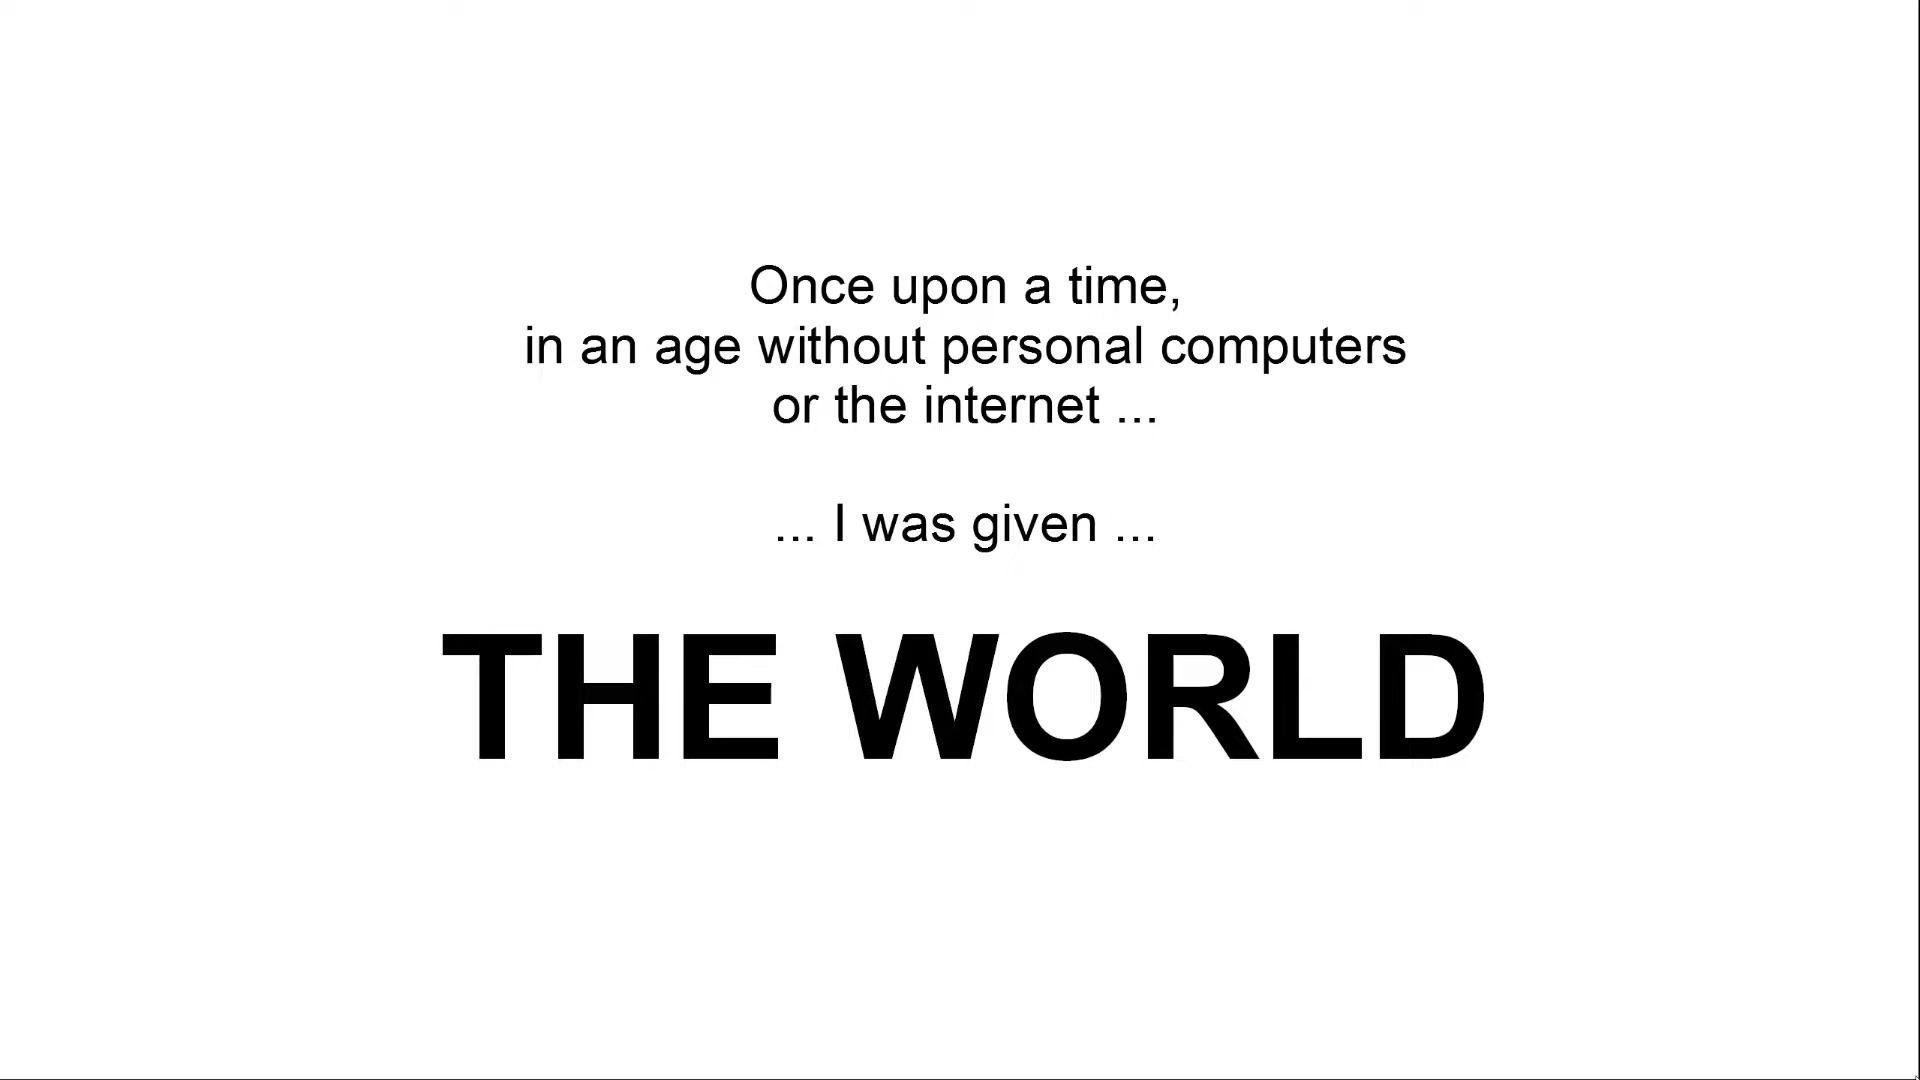 Once upon a time,
in an age without personal computers
or the internet ...
... I was given ...
THE WORLD